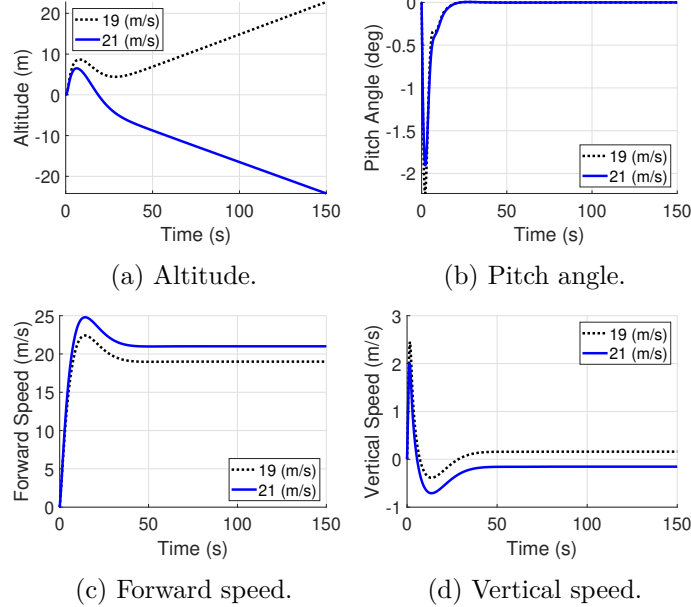 20
10
0
-10
-20
Altitude (m)
19 (m/s)
21 (m/s)
0
50
100
150
Time (s)
(a) Altitude.
0
-0.5
-1
-1.5
-2
Pitch Angle (deg)
19 (m/s)
21 (m/s)
0
50
100
150
Time (s)
(b) Pitch angle.
25
20
15
10
5
0
Forward Speed (m/s)
19 (m/s)
21 (m/s)
0
50
100
150
Time (s)
(c) Forward speed.
3
2
1
0
-1
Vertical Speed (m/s)
19 (m/s)
21 (m/s)
0
50
100
150
Time (s)
(d) Vertical speed.